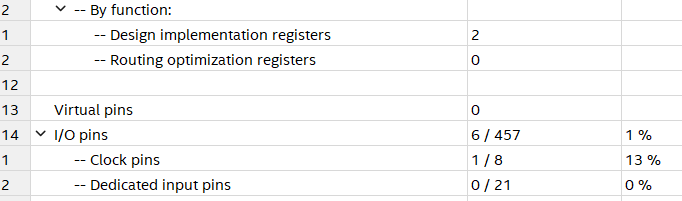 2 -- By function:
1 -- Design implementation registers 2
2 -- Routing optimization registers 0
12
13 Virtual pins 0
14 I/O pins 6 / 457 1 %
1 -- Clock pins 1 / 8 13 %
2 -- Dedicated input pins 0 / 21 0 %